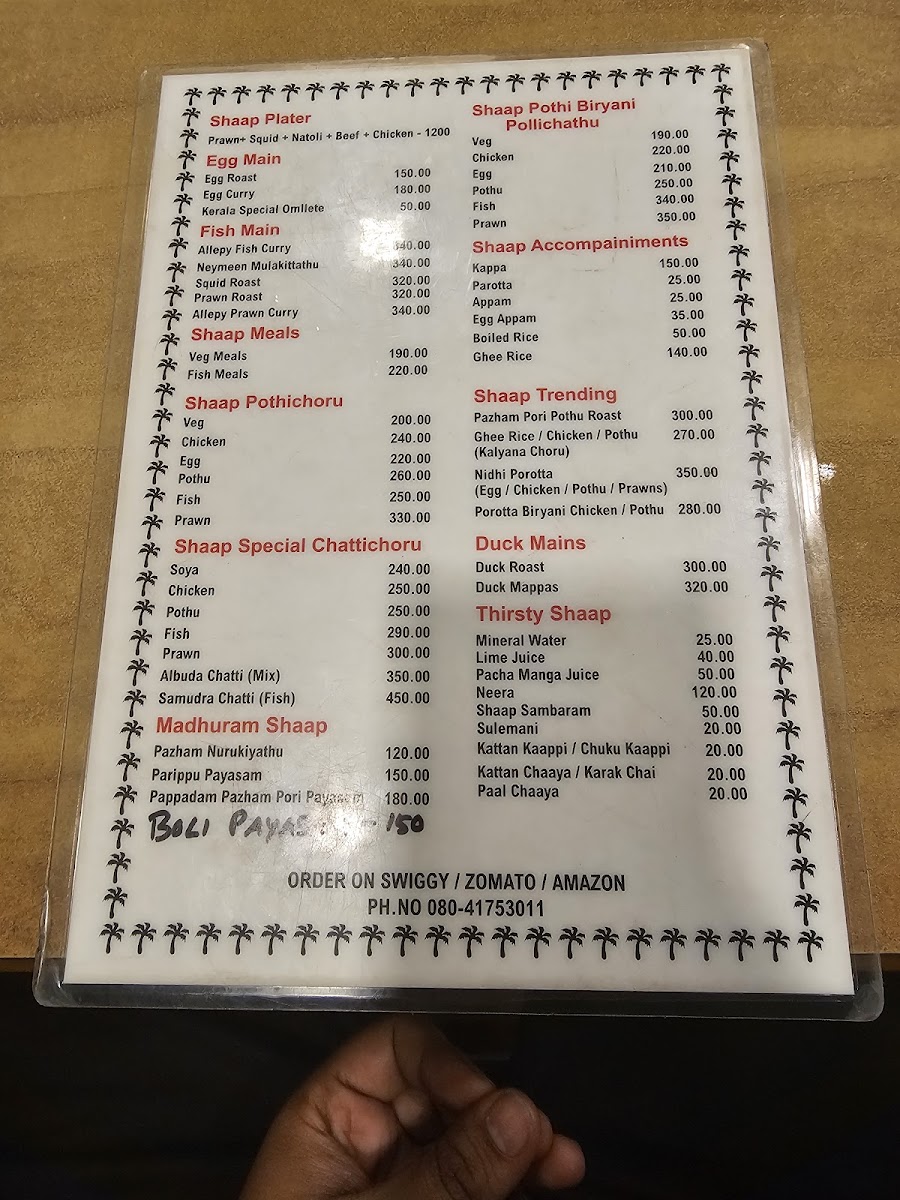 Shaap Plater
Prawn+ Squid + Natoli + Beef + Chicken - 1200
Egg Main
Egg Roast 150.00
Egg Curry 180.00
Kerala Special Omllete 50.00
Fish Main
Allepy Fish Curry 340.00
Neymeen Mulakittathu 340.00
Squid Roast 320.00
Prawn Roast 320.00
Allepy Prawn Curry 340.00
Shaap Meals
Veg Meals 190.00
Fish Meals 220.00
Shaap Pothichoru
Veg 200.00
Chicken 240.00
Egg 220.00
Pothu 260.00
Fish 250.00
Prawn 330.00
Shaap Special Chattichoru
Soya 240.00
Chicken 250.00
Pothu 250.00
Fish 290.00
Prawn 300.00
Albuda Chatti (Mix) 350.00
Samudra Chatti (Fish) 450.00
Madhuram Shaap
Pazham Nurukiyathu 120.00
Parippu Payasam 150.00
Pappadam Pazham Pori Payasam 180.00
BOLI - 150
Shaap Pothi Biryani
Pollichathu
Veg 190.00
Chicken 220.00
Egg 210.00
Pothu 250.00
Fish 340.00
Prawn 350.00
Shaap Accompainiments
Kappa 150.00
Parotta 25.00
Appam 25.00
Egg Appam 35.00
Boiled Rice 50.00
Ghee Rice 140.00
Shaap Trending
Pazham Pori Pothu Roast 300.00
Ghee Rice / Chicken / Pothu 270.00
(Kalyana Choru)
Nidhi Porotta 350.00
(Egg / Chicken / Pothu / Prawns)
Porotta Biryani Chicken / Pothu 280.00
Duck Mains
Duck Roast 300.00
Duck Mappas 320.00
Thirsty Shaap
Mineral Water 25.00
Lime Juice 40.00
Pacha Manga Juice 50.00
Neera 120.00
Shaap Sambaram 50.00
Sulemani 20.00
Kattan Kaappi / Chuku Kaappi 20.00
Kattan Chaaya / Karak Chai 20.00
Paal Chaaya 20.00
ORDER ON SWIGGY / ZOMATO / AMAZON
PH.NO 080-41753011